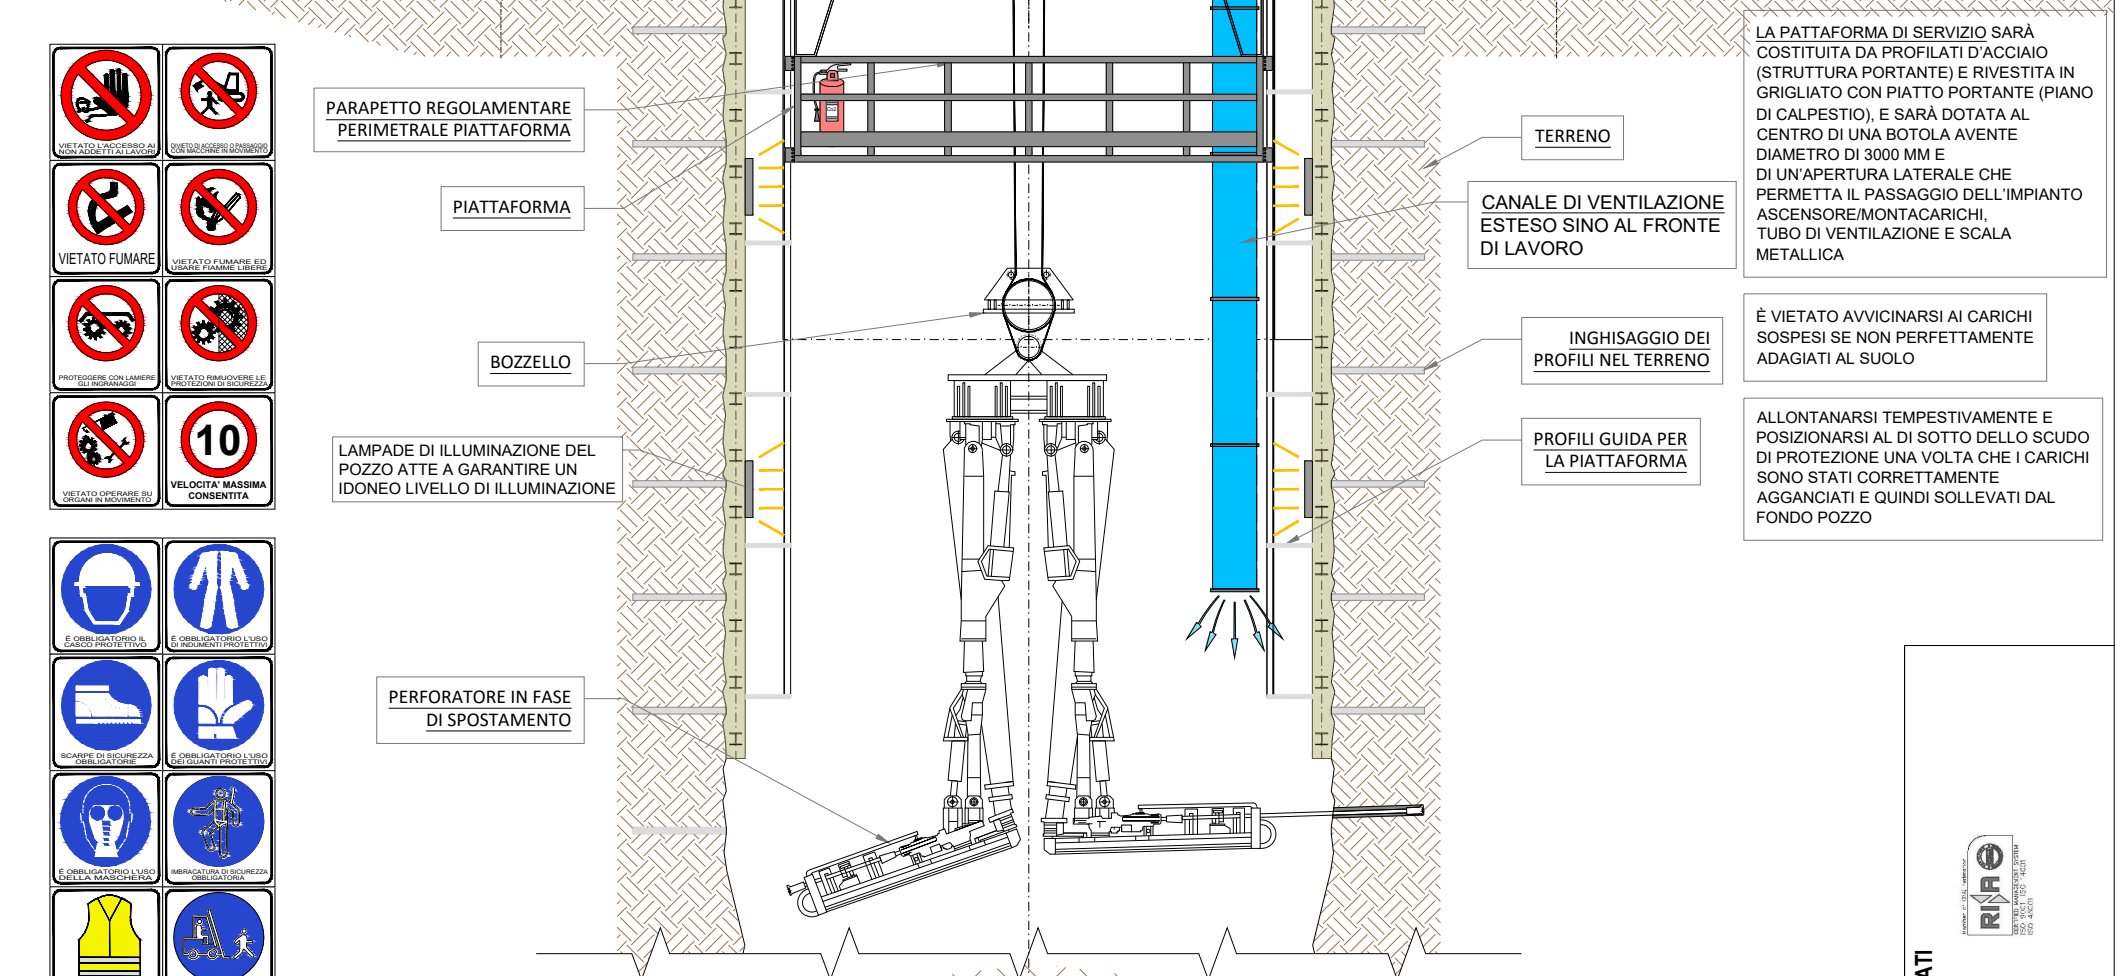 VIETATO L'ACCESSO AI
NON ADDETTI AI LAVORI
DIVIETO DI ACCESSO O PASSAGGIO
CON MACCHINE IN MOVIMENTO
VIETATO FUMARE
VIETATO FUMARE ED
USARE FIAMME LIBERE
PROTEGGERE CON LAMIERE
GLI INGRANAGGI
VIETATO RIMUOVERE LE
PROTEZIONI DI SICUREZZA
VIETATO OPERARE SU
ORGANI IN MOVIMENTO
10
VELOCITA' MASSIMA
CONSENTITA
È OBBLIGATORIO IL
CASCO PROTETTIVO
È OBBLIGATORIO L'USO
DI INDUMENTI PROTETTIVI
SCARPE DI SICUREZZA
OBBLIGATORIE
È OBBLIGATORIO L'USO
DEI GUANTI PROTETTIVI
È OBBLIGATORIO L'USO
DELLA MASCHERA
IMBRACATURA DI SICUREZZA
OBBLIGATORIA
PARAPETTO REGOLAMENTARE
PERIMETRALE PIATTAFORMA
PIATTAFORMA
BOZZELLO
LAMPADE DI ILLUMINAZIONE DEL
POZZO ATTE A GARANTIRE UN
IDONEO LIVELLO DI ILLUMINAZIONE
PERFORATORE IN FASE
DI SPOSTAMENTO
Co2
TERRENO
CANALE DI VENTILAZIONE
ESTESO SINO AL FRONTE
DI LAVORO
INGHISAGGIO DEI
PROFILI NEL TERRENO
PROFILI GUIDA PER
LA PIATTAFORMA
LA PATTAFORMA DI SERVIZIO SARÀ
COSTITUITA DA PROFILATI D'ACCIAIO
(STRUTTURA PORTANTE) E RIVESTITA IN
GRIGLIATO CON PIATTO PORTANTE (PIANO
DI CALPESTIO), E SARÀ DOTATA AL
CENTRO DI UNA BOTOLA AVENTE
DIAMETRO DI 3000 MM E
DI UN'APERTURA LATERALE CHE
PERMETTA IL PASSAGGIO DELL'IMPIANTO
ASCENSORE/MONTACARICHI,
TUBO DI VENTILAZIONE E SCALA
METALLICA
È VIETATO AVVICINARSI AI CARICHI
SOSPESI SE NON PERFETTAMENTE
ADAGIATI AL SUOLO
ALLONTANARSI TEMPESTIVAMENTE E
POSIZIONARSI AL DI SOTTO DELLO SCUDO
DI PROTEZIONE UNA VOLTA CHE I CARICHI
SONO STATI CORRETTAMENTE
AGGANCIATI E QUINDI SOLLEVATI DAL
FONDO POZZO
RINA
ATI